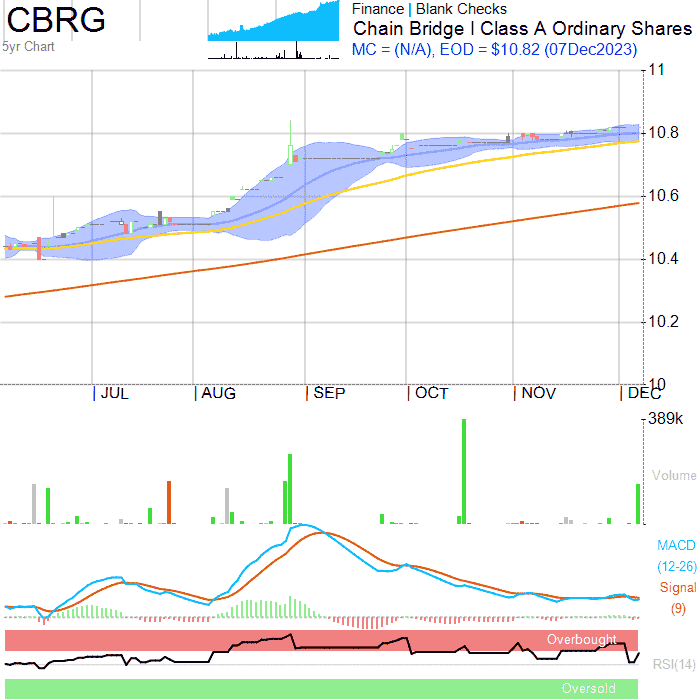 CBRG
5yr Chart
Finance | Blank Checks
Chain Bridge I Class A Ordinary Shares
MC = (N/A), EOD = $10.82 (07Dec2023)
11
10.8
10.6
10.4
10.2
10
JUL AUG SEP OCT NOV DEC
389k
Volume
MACD
(12-26)
Signal
(9)
Overbought
RSI(14)
Oversold